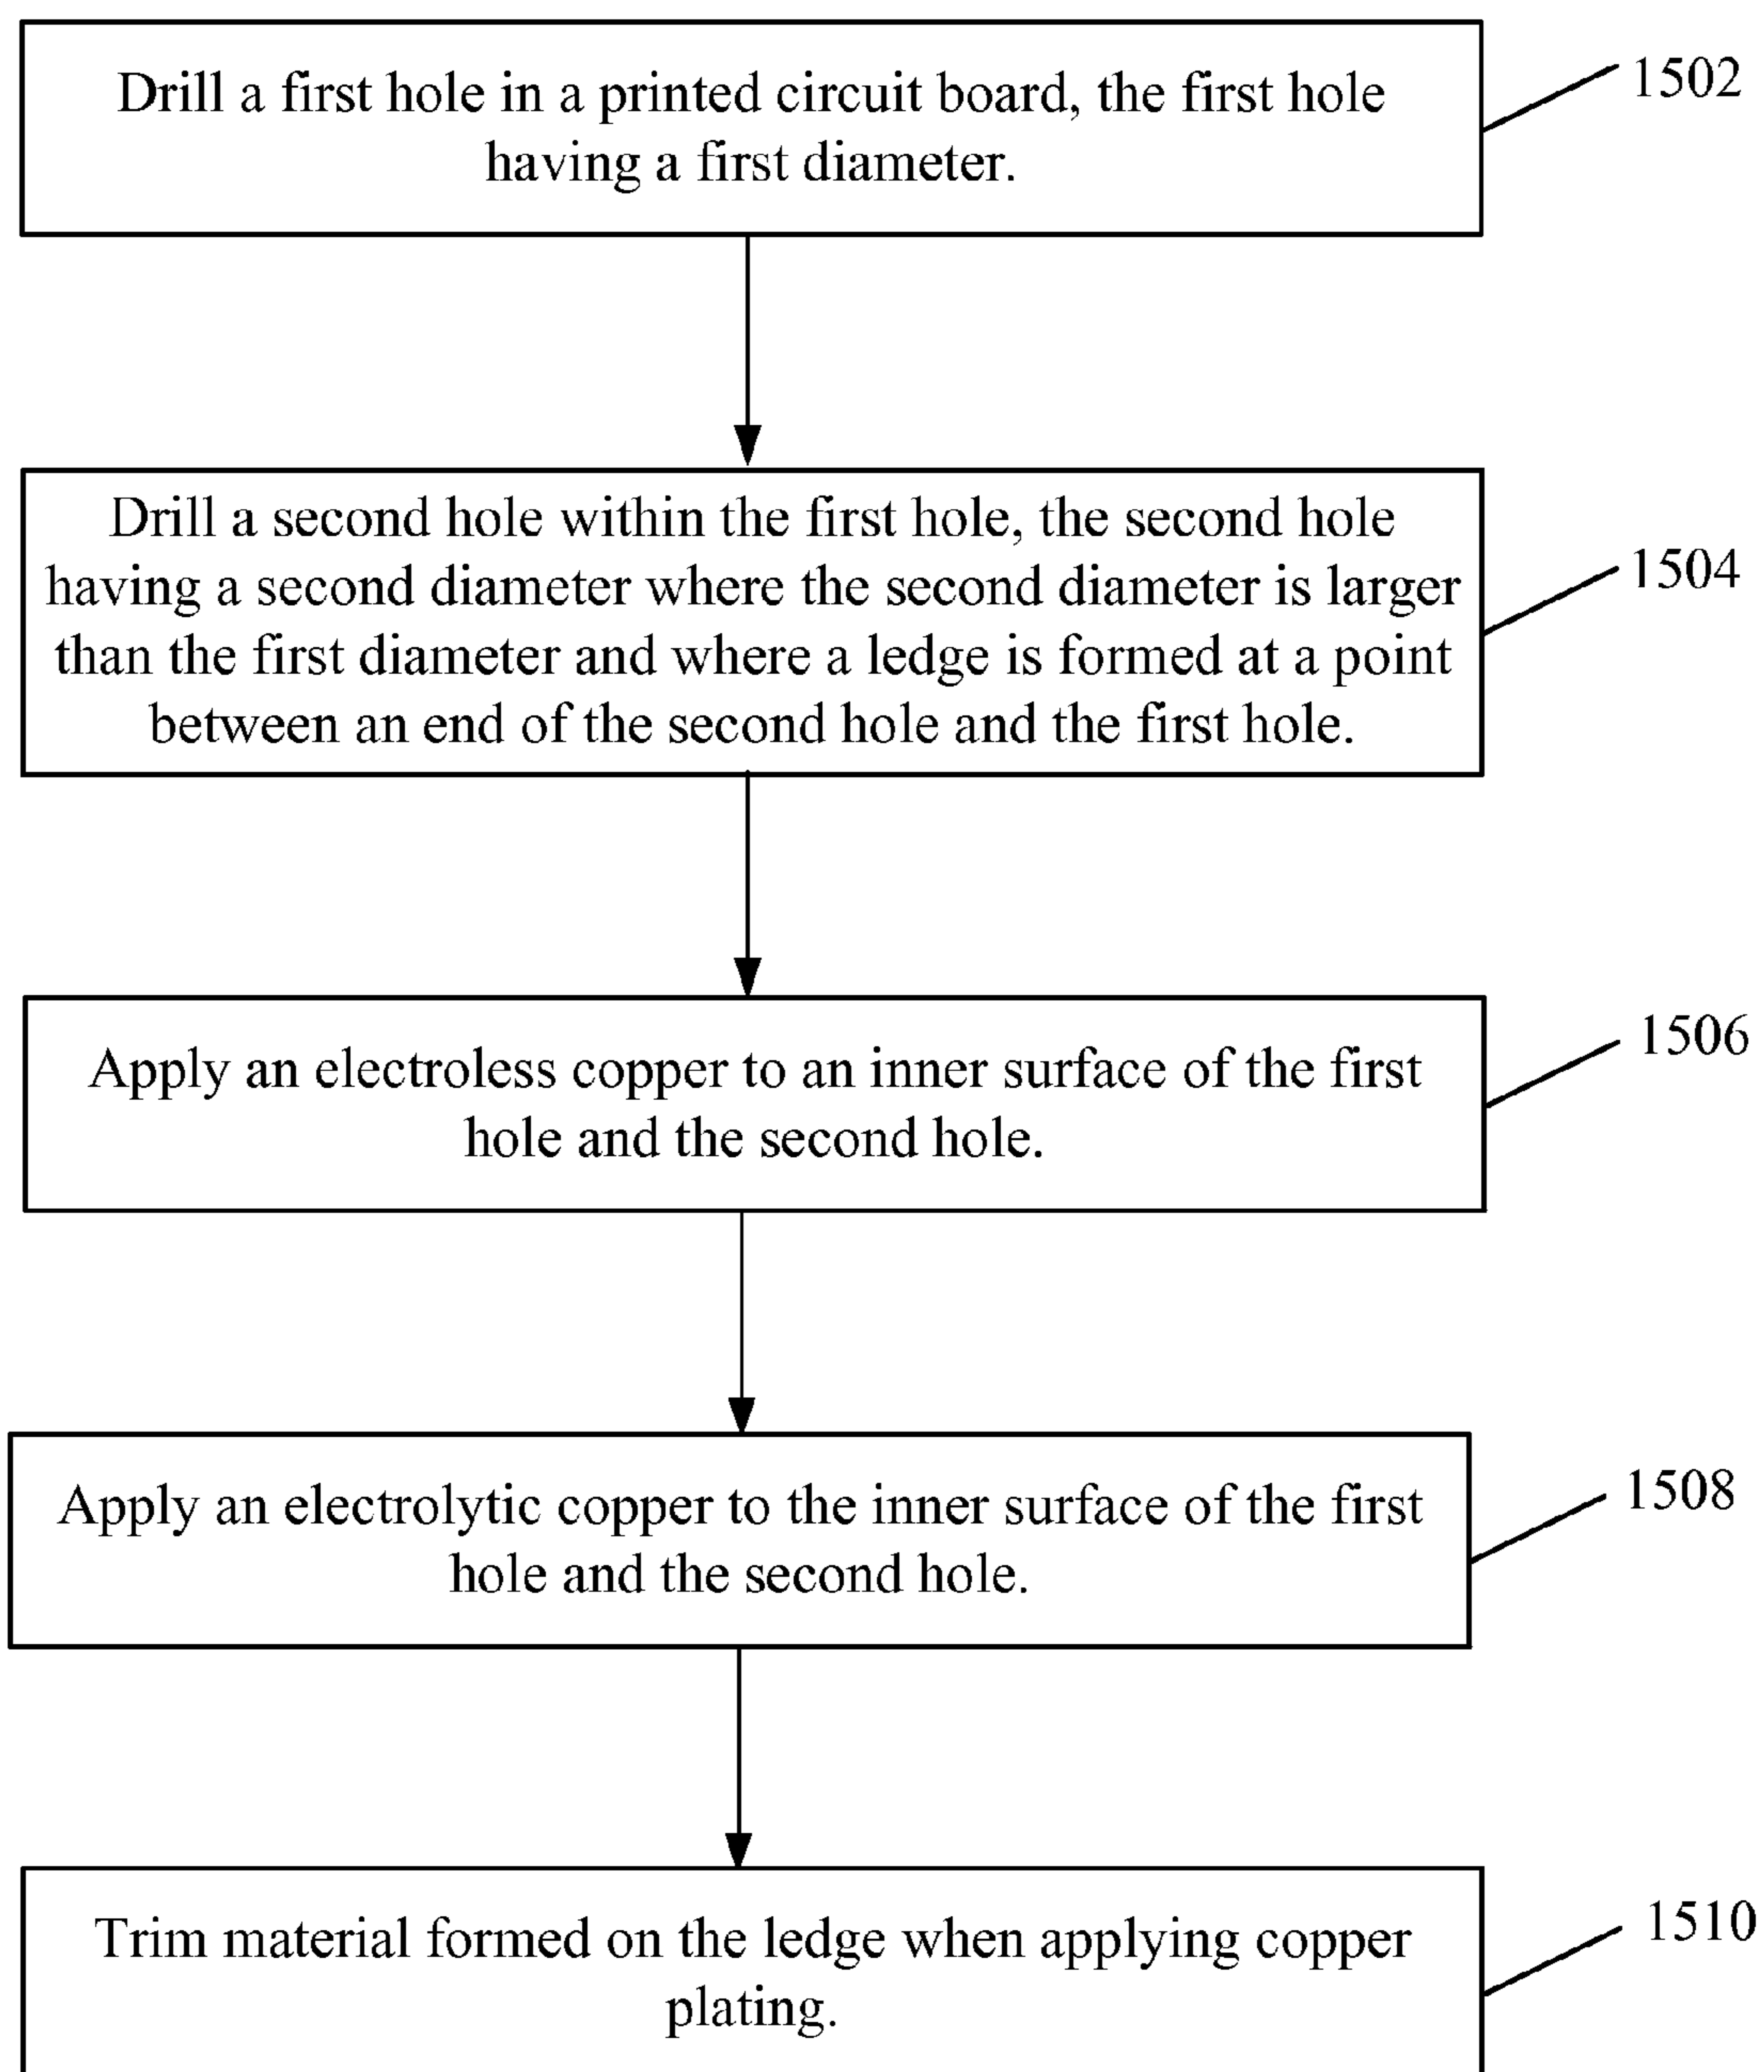 Drill a first hole in a printed circuit board, the first hole
having a first diameter.
1502
Drill a second hole within the first hole, the second hole
having a second diameter where the second diameter is larger
than the first diameter and where a ledge is formed at a point
between an end of the second hole and the first hole.
1504
Apply an electroless copper to an inner surface of the first
hole and the second hole.
1506
Apply an electrolytic copper to the inner surface of the first
hole and the second hole.
1508
Trim material formed on the ledge when applying copper
plating.
1510